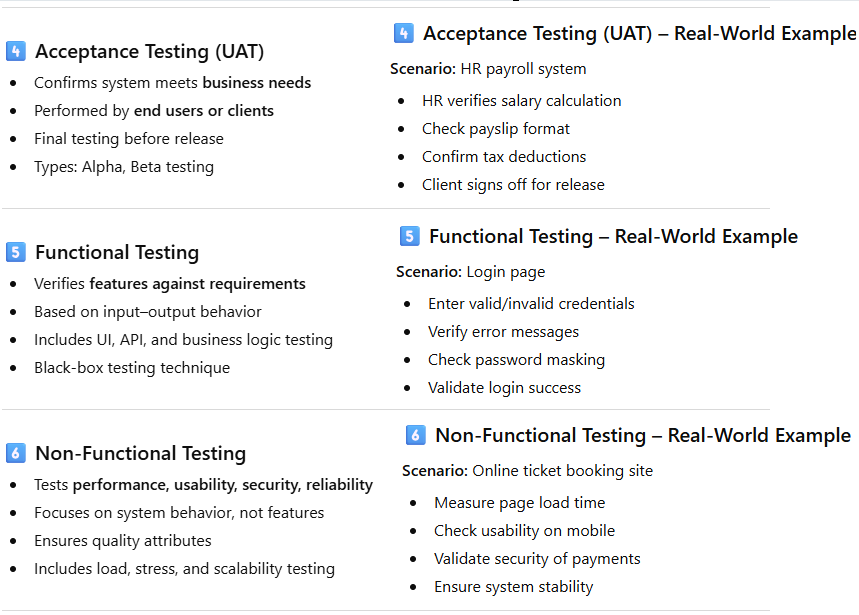 4️⃣ Acceptance Testing (UAT)
• Confirms system meets business needs
• Performed by end users or clients
• Final testing before release
• Types: Alpha, Beta testing
4️⃣ Acceptance Testing (UAT) – Real-World Example
Scenario: HR payroll system
• HR verifies salary calculation
• Check payslip format
• Confirm tax deductions
• Client signs off for release
5️⃣ Functional Testing
• Verifies features against requirements
• Based on input–output behavior
• Includes UI, API, and business logic testing
• Black-box testing technique
5️⃣ Functional Testing – Real-World Example
Scenario: Login page
• Enter valid/invalid credentials
• Verify error messages
• Check password masking
• Validate login success
6️⃣ Non-Functional Testing
• Tests performance, usability, security, reliability
• Focuses on system behavior, not features
• Ensures quality attributes
• Includes load, stress, and scalability testing
6️⃣ Non-Functional Testing – Real-World Example
Scenario: Online ticket booking site
• Measure page load time
• Check usability on mobile
• Validate security of payments
• Ensure system stability